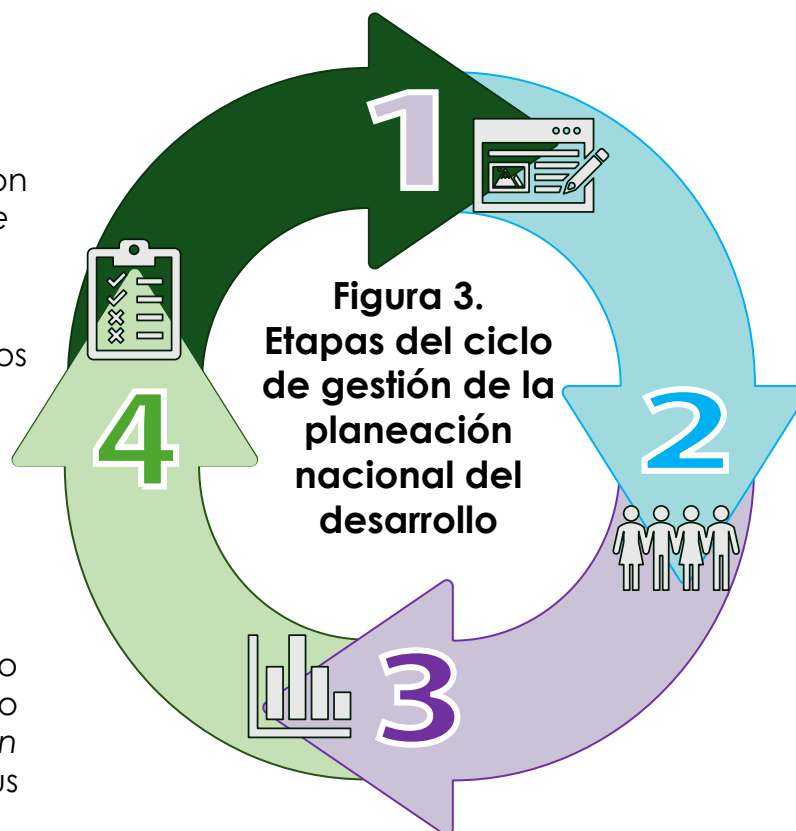 1
Figura 3.
Etapas del ciclo
de gestión de la
planeación
nacional del
desarrollo
2
3
4